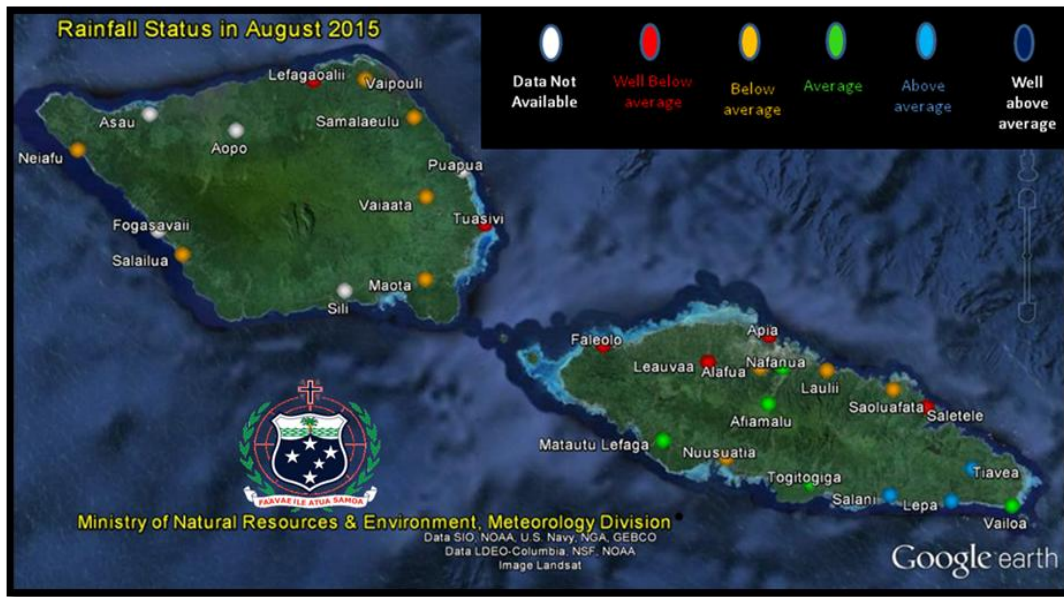 Rainfall Status in August 2015
Data Not
Available
Well Below
average
Below
average
Average
Above
average
Well
above
average
Lefagaoalii
Vaipouli
Asau
Samalaeulu
Aopo
Neiafu
Puapua
Vaiaata
Tuasivi
Fogasavaii
Salailua
Maota
Sili
Faleolo
Apia
Leauvaa
Alafua
Nafanua
Laulii
Saoluafata
Saletele
Afiamalu
Matautu Lefaga
Nuusuatia
Togitogiga
Salani
Lepa
Tiavea
Vailoa
FAAVAE ILE ATUA SAMOA
Ministry of Natural Resources & Environment, Meteorology Division
Data SIO, NOAA, U.S. Navy, NGA, GEBCO
Data LDEO-Columbia, NSF, NOAA
Image Landsat
Google earth